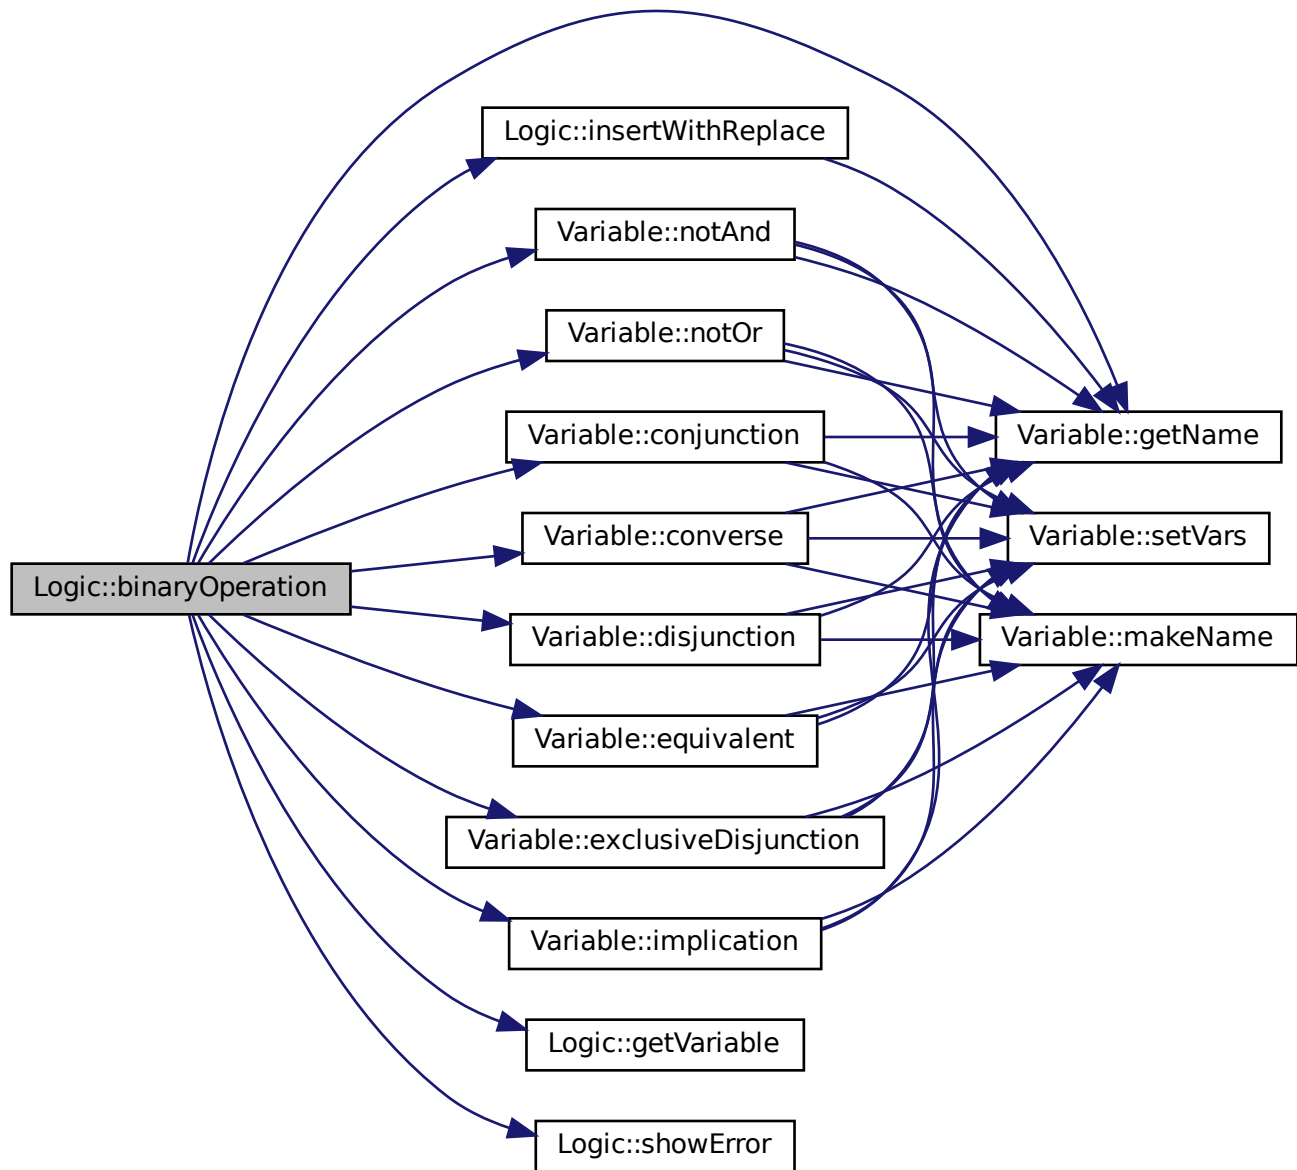 Logic::insertWithReplace
Variable::notAnd
Variable::notOr
Variable::conjunction
Variable::getName
Variable::converse
Variable::setVars
Logic::binaryOperation
Variable::disjunction
Variable::makeName
Variable::equivalent
Variable::exclusiveDisjunction
Variable::implication
Logic::getVariable
Logic::showError